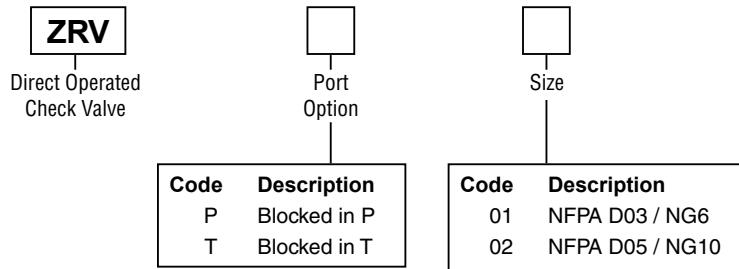 ZRV
Direct Operated
Check Valve
Port
Option
Size
Code Description
P Blocked in P
T Blocked in T
Code Description
01 NFPA D03 / NG6
02 NFPA D05 / NG10